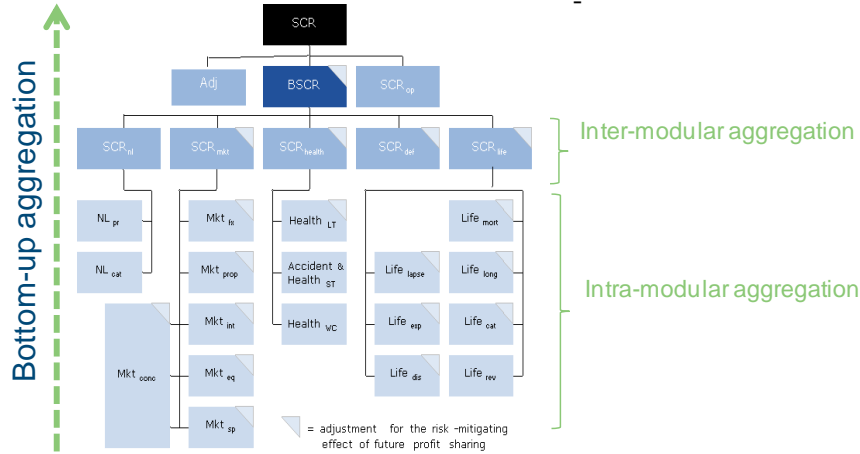 SCR
Adj
BSCR
SCR op
Bottom-up aggregation
SCR nl
SCR mkt
SCR health
SCR def
SCR life
Inter-modular aggregation
NL pr
Mkt fx
Health LT
Life mort
NL cat
Mkt prop
Accident &
Health ST
Life lapse
Life long
Intra-modular aggregation
Mkt int
Health WC
Life exp
Life cat
Mkt conc
Mkt eq
Life dis
Life rev
Mkt sp
= adjustment for the risk -mitigating
effect of future profit sharing